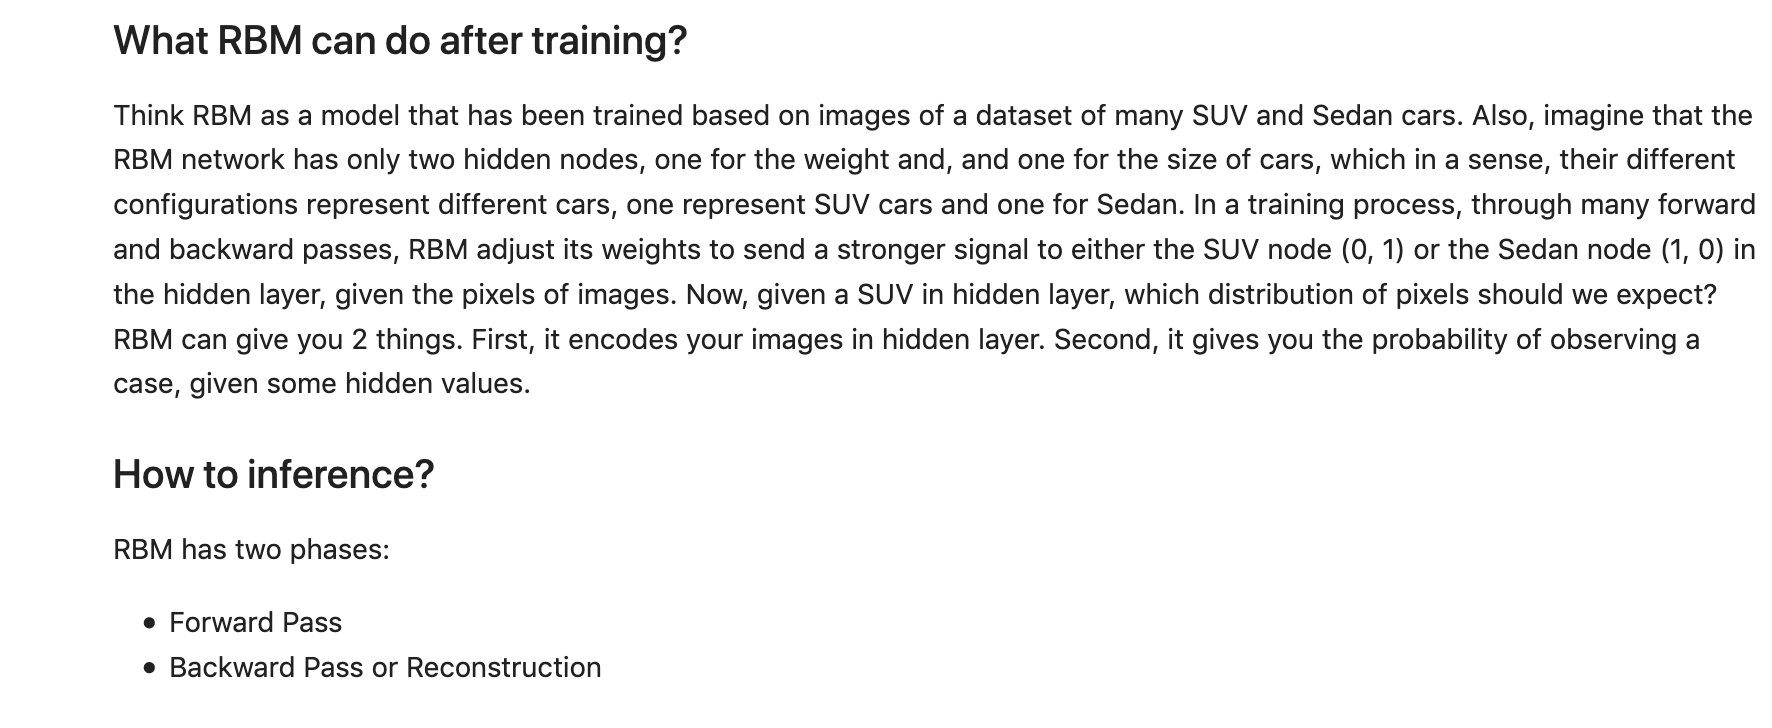 What RBM can do after training?
Think RBM as a model that has been trained based on images of a dataset of many SUV and Sedan cars. Also, imagine that the
RBM network has only two hidden nodes, one for the weight and, and one for the size of cars, which in a sense, their different
configurations represent different cars, one represent SUV cars and one for Sedan. In a training process, through many forward
and backward passes, RBM adjust its weights to send a stronger signal to either the SUV node (0, 1) or the Sedan node (1, 0) in
the hidden layer, given the pixels of images. Now, given a SUV in hidden layer, which distribution of pixels should we expect?
RBM can give you 2 things. First, it encodes your images in hidden layer. Second, it gives you the probability of observing a
case, given some hidden values.
How to inference?
RBM has two phases:
• Forward Pass
• Backward Pass or Reconstruction